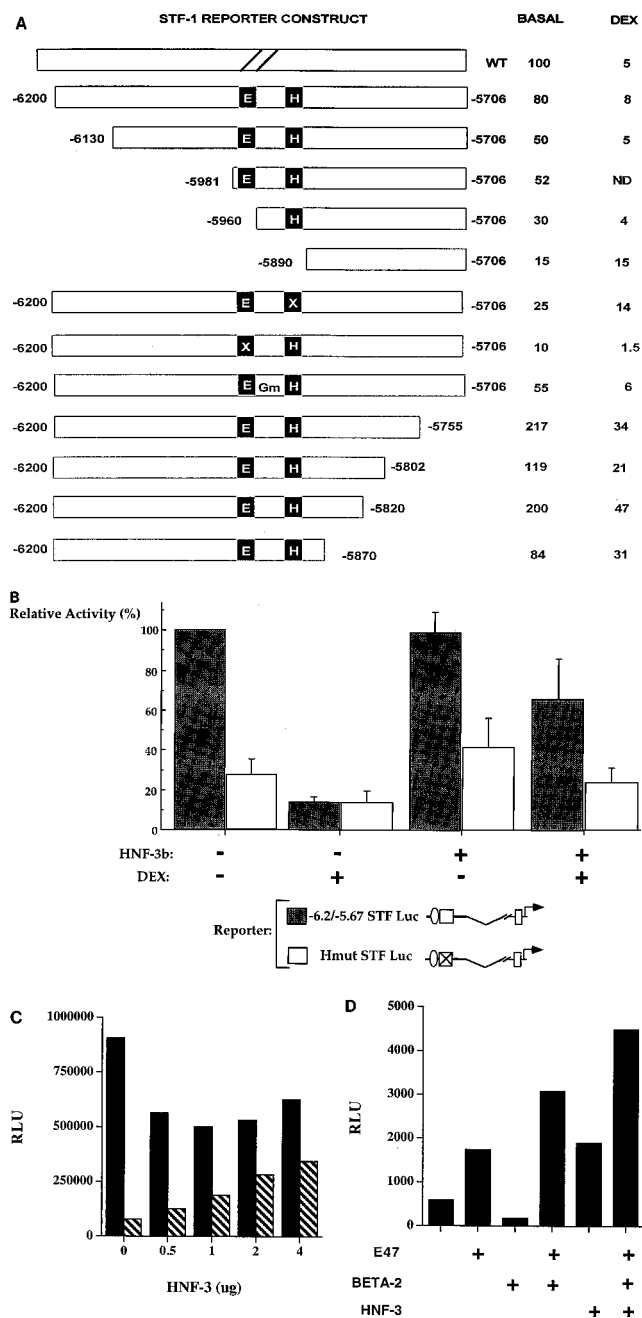 A
STF-1 REPORTER CONSTRUCT BASAL DEX
WT 100 5
-6200 E H -5706 80 8
-6130 E H -5706 50 5
-5981 E H -5706 52 ND
-5960 H -5706 30 4
-5890 -5706 15 15
-6200 E X -5706 25 14
-6200 X H -5706 10 1.5
-6200 E Gm H -5706 55 6
-6200 E H -5755 217 34
-6200 E H -5802 119 21
-6200 E H -5820 200 47
-6200 E H -5870 84 31
B
Relative Activity (%)
100
80
60
40
20
0
HNF-3b: - - + +
DEX: - + - +
Reporter:
-6.2/-5.67 STF Luc
Hmut STF Luc
C
RLU
1000000
750000
500000
250000
0
0 0.5 1 2 4
HNF-3 (ug)
D
RLU
5000
4000
3000
2000
1000
0
E47 + + +
BETA-2 + + +
HNF-3 + +